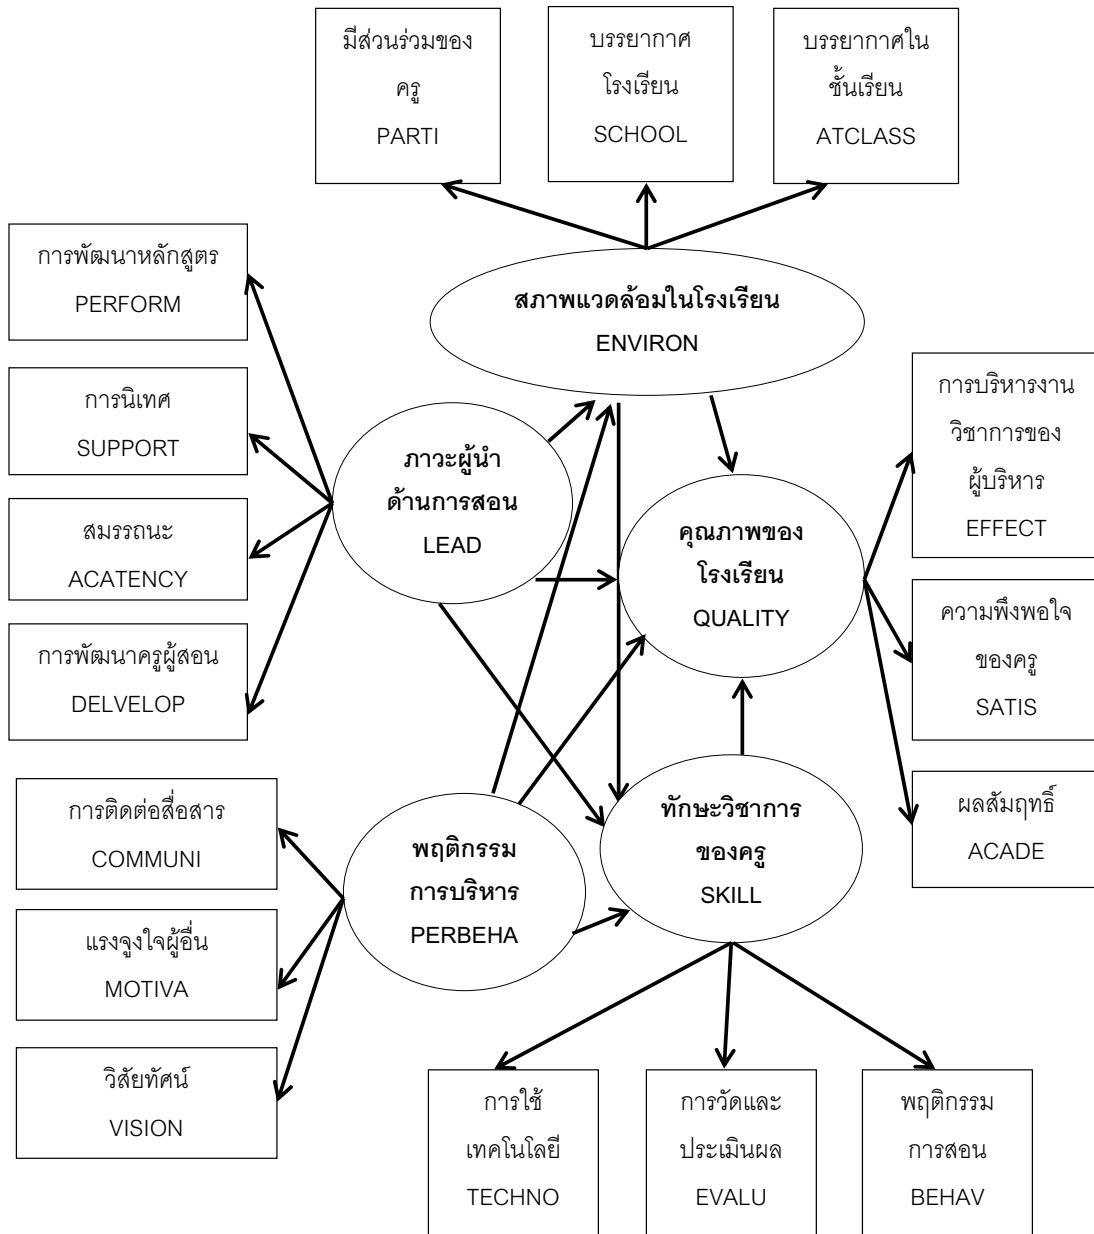 มีส่วนร่วมของ
ครู
PARTI
บรรยากาศ
โรงเรียน
SCHOOL
บรรยากาศใน
ชั้นเรียน
ATCLASS
การพัฒนาหลักสูตร
PERFORM
สภาพแวดล้อมในโรงเรียน
ENVIRON
การนิเทศ
SUPPORT
ภาวะผู้นำ
ด้านการสอน
LEAD
การบริหารงาน
วิชาการของ
ผู้บริหาร
EFFECT
สมรรถนะ
ACATENCY
คุณภาพของ
โรงเรียน
QUALITY
การพัฒนาครูผู้สอน
DELVELOP
ความพึงพอใจ
ของครู
SATIS
การติดต่อสื่อสาร
COMMUNI
พฤติกรรม
การบริหาร
PERBEHA
ทักษะวิชาการ
ของครู
SKILL
ผลสัมฤทธิ์
ACADE
แรงจูงใจผู้อื่น
MOTIVA
วิสัยทัศน์
VISION
การใช้
เทคโนโลยี
TECHNO
การวัดและ
ประเมินผล
EVALU
พฤติกรรม
การสอน
BEHAV